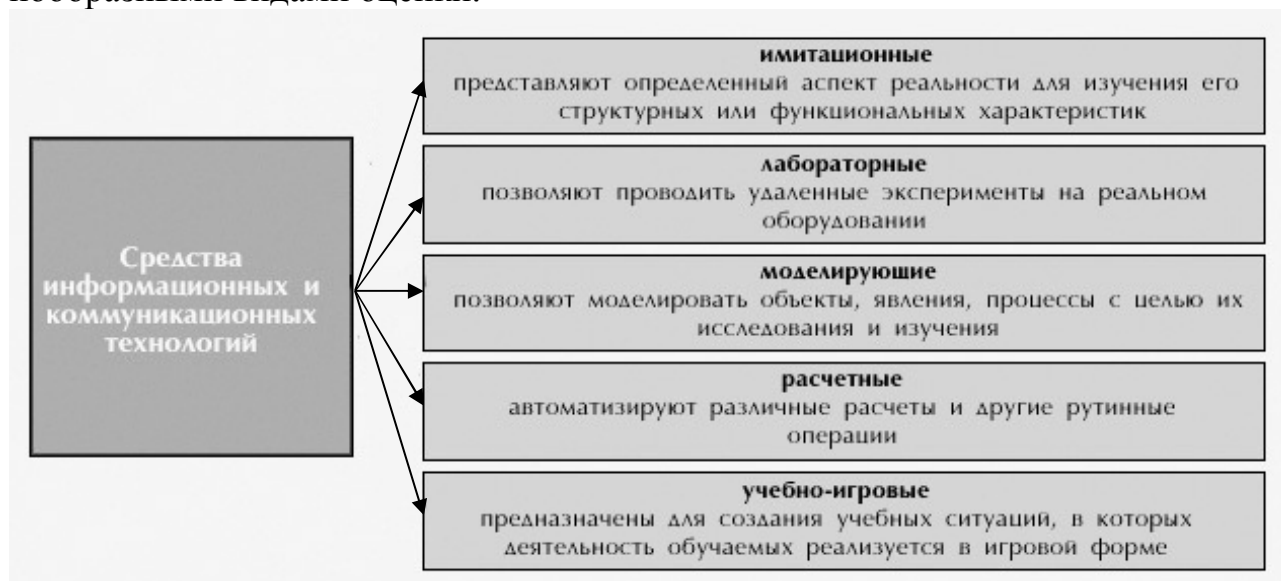 видами оценки.
имитационные
представляют определенный аспект реальности для изучения его
структурных или функциональных характеристик
лабораторные
позволяют проводить удаленные эксперименты на реальном
оборудовании
Средства
информационных и
коммуникационных
технологий
моделирующие
позволяют моделировать объекты, явления, процессы с целью их
исследования и изучения
расчетные
автоматизируют различные расчеты и другие рутинные
операции
учебно-игровые
предназначены для создания учебных ситуаций, в которых
деятельность обучаемых реализуется в игровой форме